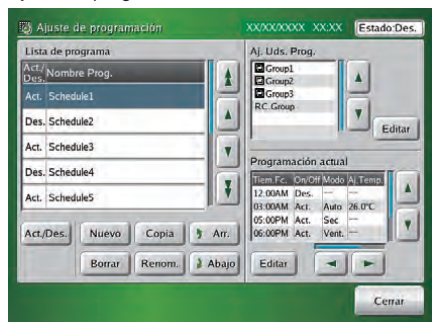 Ajuste de programación XX/XX/XXXX XX:XX Estado:Des.
Lista de programa
Act./Des. Nombre Prog.
Act. Schedule1
Des. Schedule2
Act. Schedule3
Des. Schedule4
Act. Schedule5
Act./Des. Nuevo Copia Arr.
Borrar Renom. Abajo
Aj. Uds. Prog.
Group1
Group2
Group3
RC.Group
Editar
Programación actual
Tiem.Fc. On/Off Modo Aj.Temp.
12:00AM Des. --- ---
03:00AM Act. Auto 26.0°C
05:00PM Act. Sec ---
06:00PM Act. Vent. ---
Editar
Cerrar